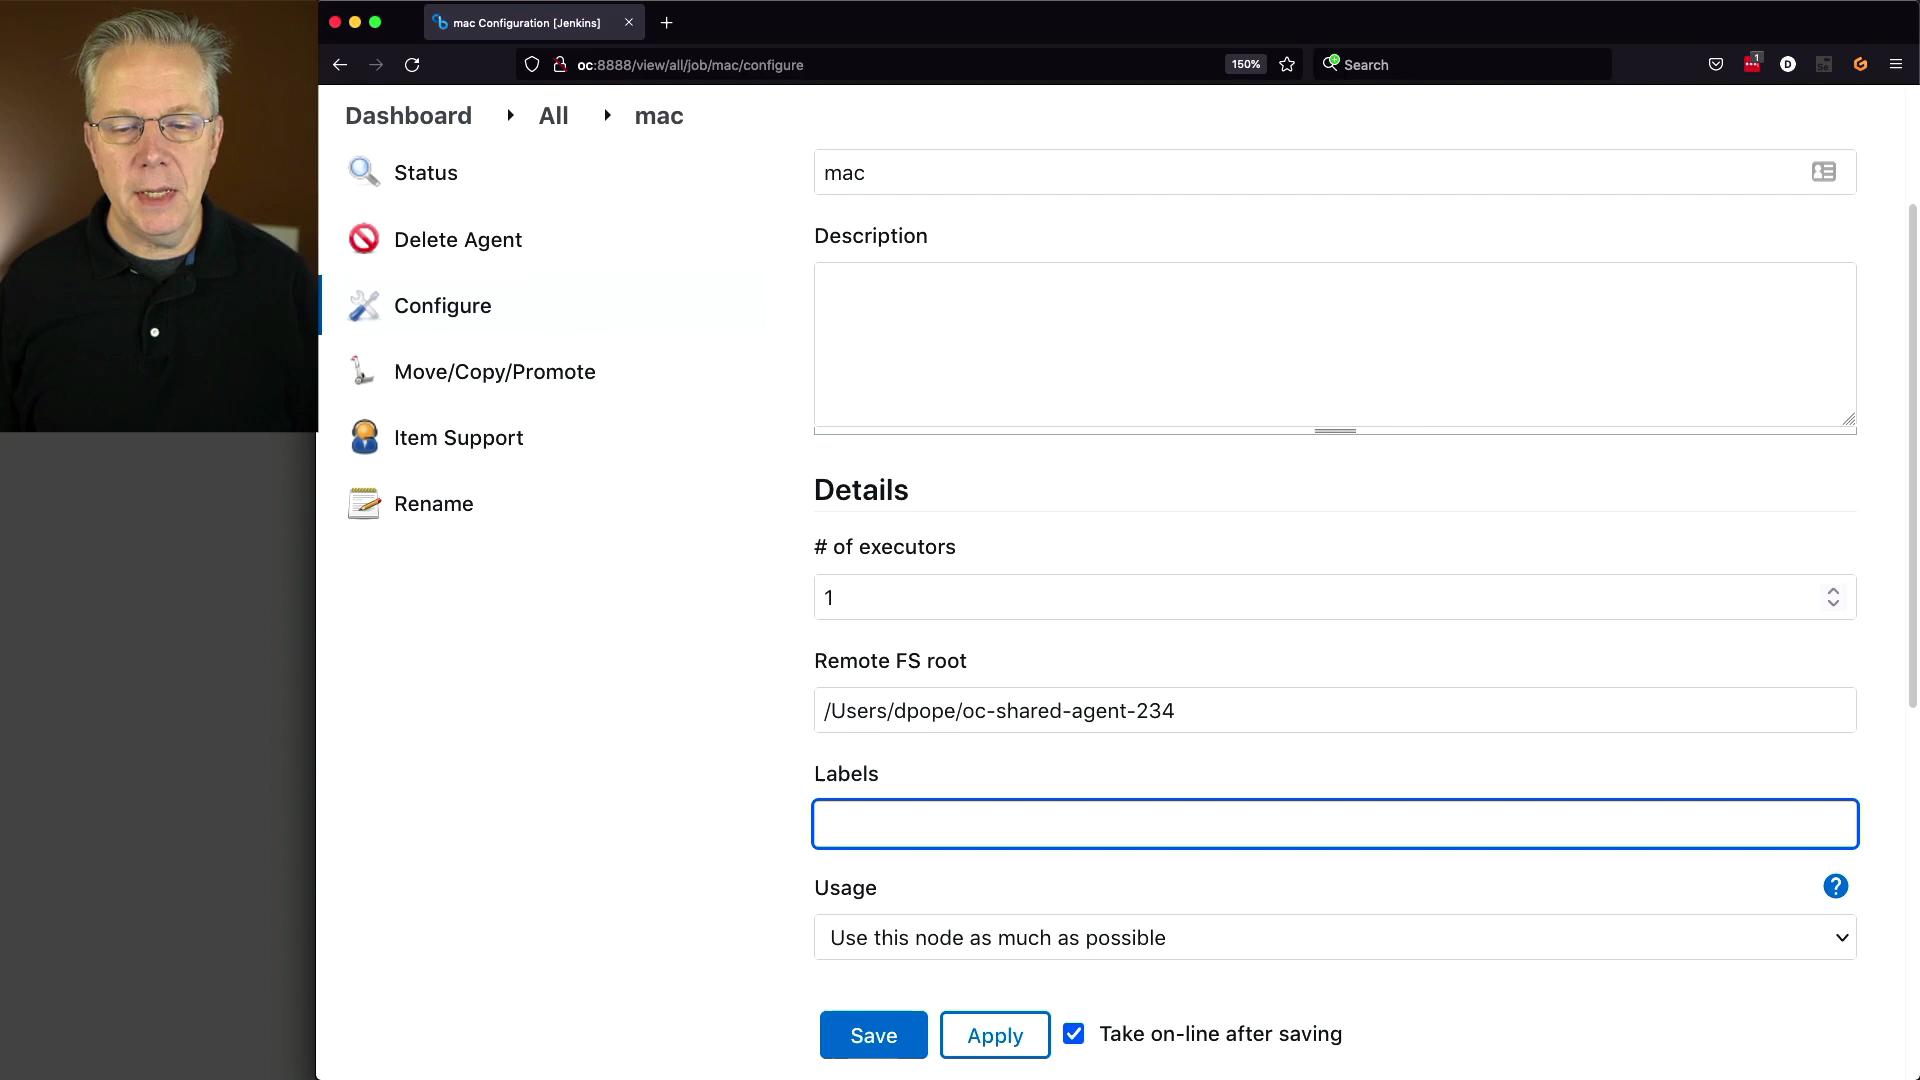 mac Configuration [Jenkins]
oc:8888/view/all/job/mac/configure
150%
Search
1
D
Dashboard
All
mac
Status
Delete Agent
Configure
Move/Copy/Promote
Item Support
Rename
mac
Description
Details
# of executors
1
Remote FS root
/Users/dpope/oc-shared-agent-234
Labels
Usage
?
Use this node as much as possible
Save
Apply
Take on-line after saving